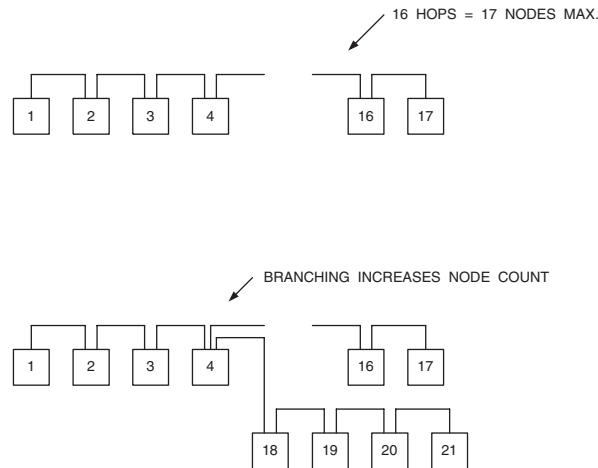 16 HOPS = 17 NODES MAX.
1 2 3 4 16 17
BRANCHING INCREASES NODE COUNT
1 2 3 4 16 17
18 19 20 21